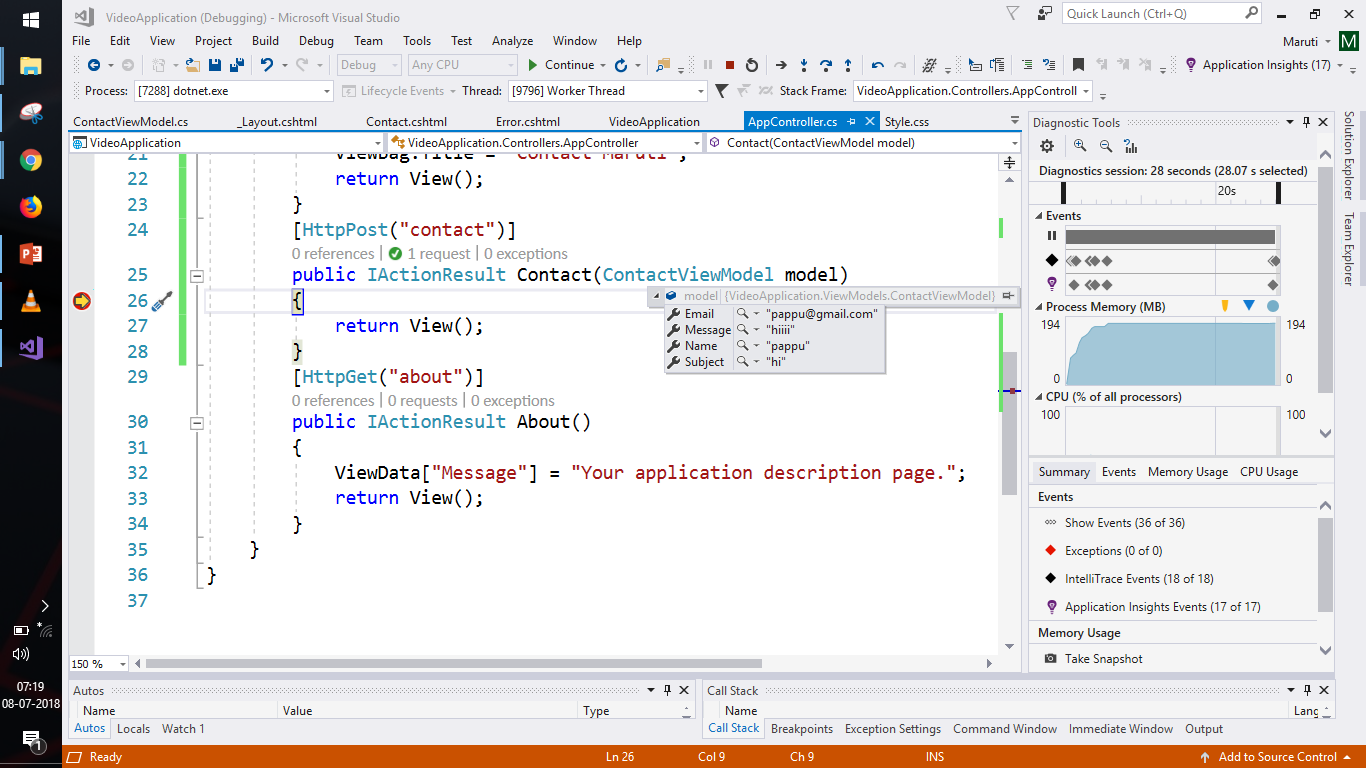 VideoApplication (Debugging) - Microsoft Visual Studio
Quick Launch (Ctrl+Q)
File Edit View Project Build Debug Team Tools Test Analyze Window Help
Maruti M
Debug Any CPU Continue Application Insights (17)
Process: [7288] dotnet.exe Lifecycle Events Thread: [9796] Worker Thread Stack Frame: VideoApplication.Controllers.AppControll
ContactViewModel.cs _Layout.cshtml Contact.cshtml Error.cshtml VideoApplication AppController.cs Style.css
VideoApplication VideoApplication.Controllers.AppController Contact(ContactViewModel model)
21 ViewBag.Title = "Contact Maruti";
22 return View();
23 }
24 [HttpPost("contact")]
0 references | 1 request | 0 exceptions
25 public IActionResult Contact(ContactViewModel model)
26 {
model {VideoApplication.ViewModels.ContactViewModel}
Email "pappu@gmail.com"
Message "hiiii"
Name "pappu"
Subject "hi"
27 return View();
28 }
29 [HttpGet("about")]
0 references | 0 requests | 0 exceptions
30 public IActionResult About()
31 {
32 ViewData["Message"] = "Your application description page.";
33 return View();
34 }
35 }
36 }
37
150 %
Diagnostic Tools
Diagnostics session: 28 seconds (28.07 s selected)
20s
Events
Process Memory (MB)
194 194
0 0
CPU (% of all processors)
100 100
Summary Events Memory Usage CPU Usage
Events
Show Events (36 of 36)
Exceptions (0 of 0)
IntelliTrace Events (18 of 18)
Application Insights Events (17 of 17)
Memory Usage
Take Snapshot
Solution Explorer
Team Explorer
Autos
Name Value Type
Autos Locals Watch 1
Call Stack
Name Lang
Call Stack Breakpoints Exception Settings Command Window Immediate Window Output
Ready Ln 26 Col 9 Ch 9 INS Add to Source Control
07:19
08-07-2018
1